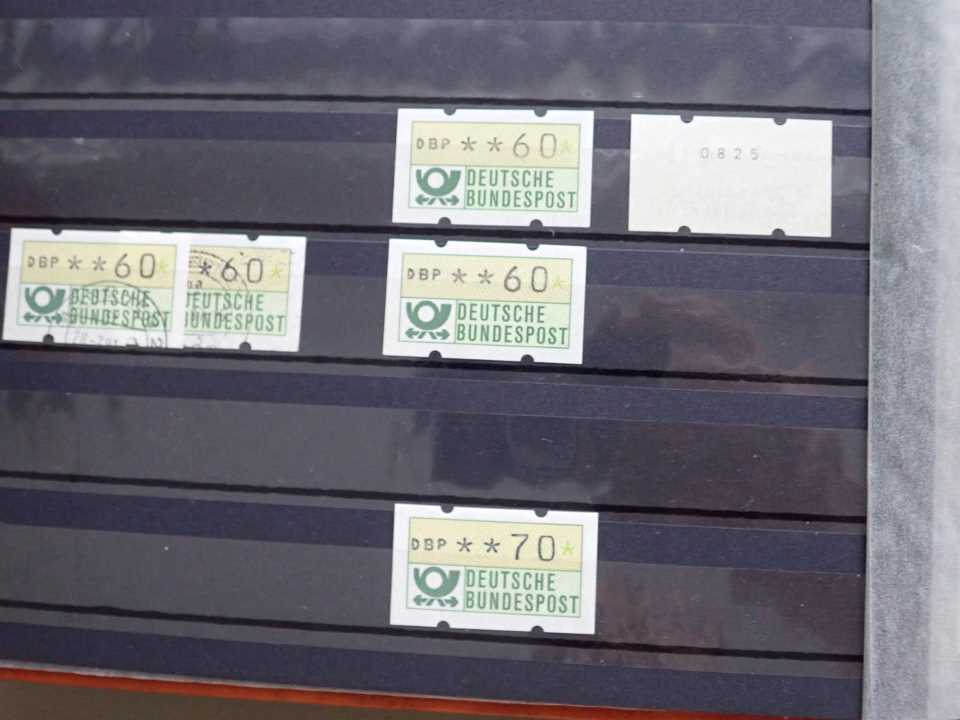 DBP **60*
DEUTSCHE
BUNDESPOST
0825
DBP **60*
DEUTSCHE
BUNDESPOST
*60*
DEUTSCHE
BUNDESPOST
DBP **60*
DEUTSCHE
BUNDESPOST
DBP **70*
DEUTSCHE
BUNDESPOST